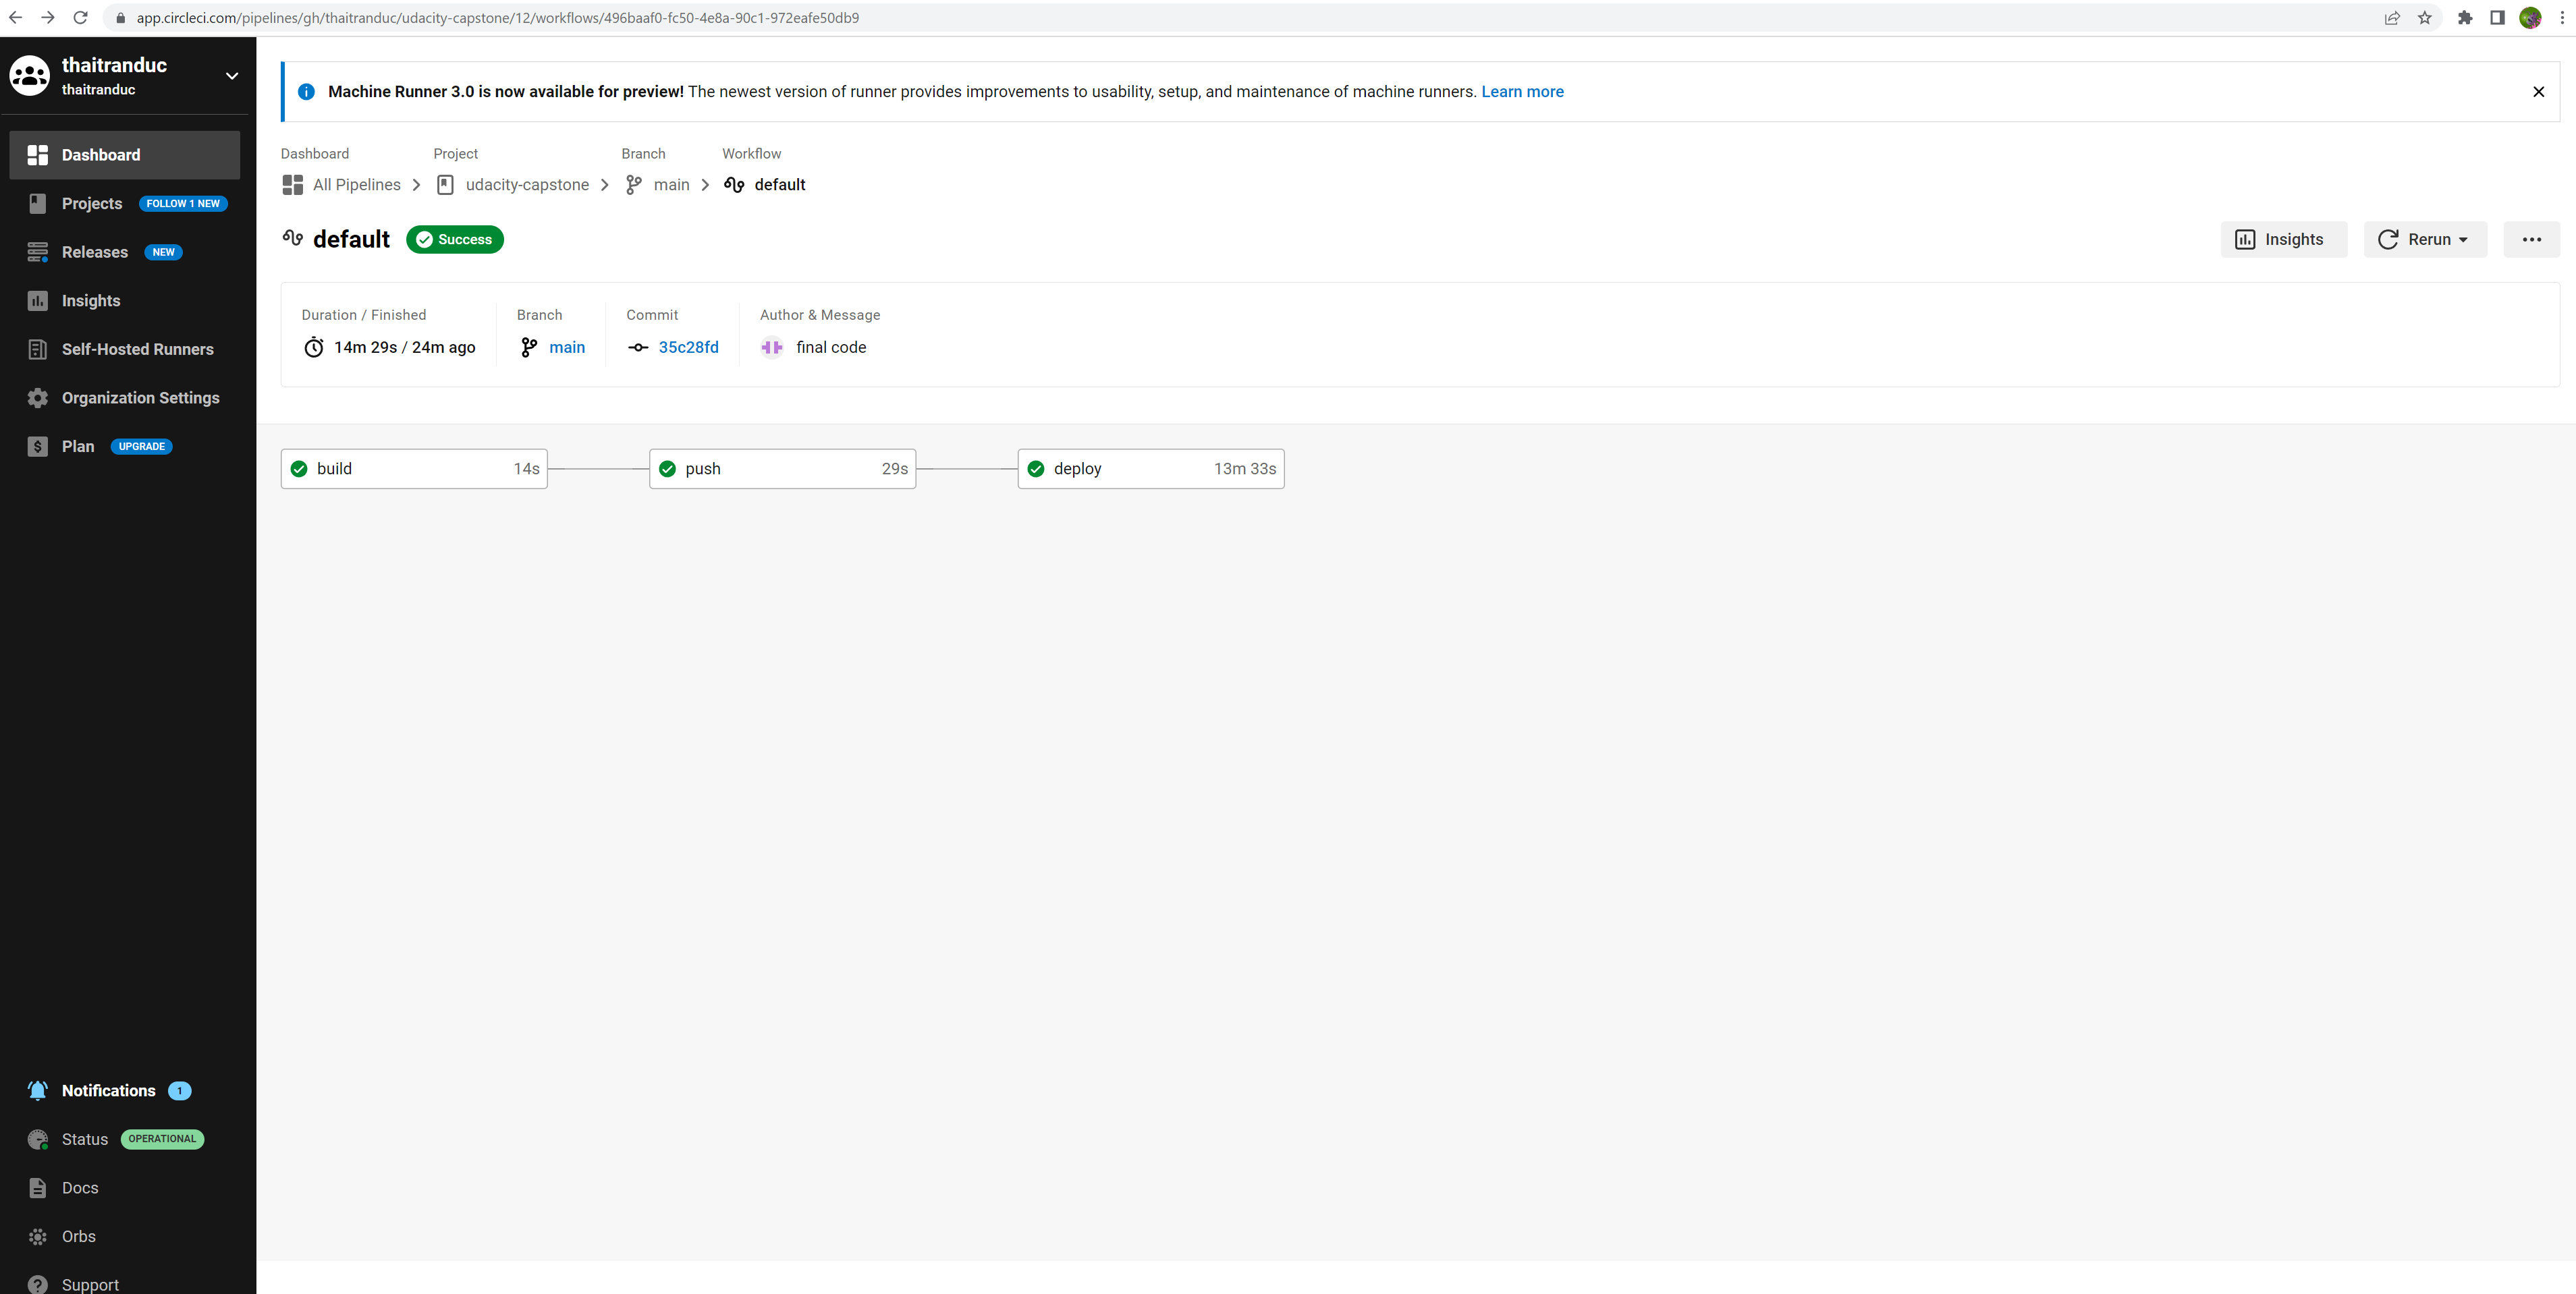 app.circleci.com/pipelines/gh/thaitranduc/udacity-capstone/12/workflows/496baaf0-fc50-4e8a-90c1-972eafe50db9
thaitranduc
thaitranduc
Dashboard
Projects FOLLOW 1 NEW
Releases NEW
Insights
Self-Hosted Runners
Organization Settings
Plan UPGRADE
Notifications 1
Status OPERATIONAL
Docs
Orbs
Support
Machine Runner 3.0 is now available for preview! The newest version of runner provides improvements to usability, setup, and maintenance of machine runners. Learn more
Dashboard Project Branch Workflow
All Pipelines udacity-capstone main default
default Success
Insights Rerun
Duration / Finished Branch Commit Author & Message
14m 29s / 24m ago main 35c28fd final code
build 14s push 29s deploy 13m 33s